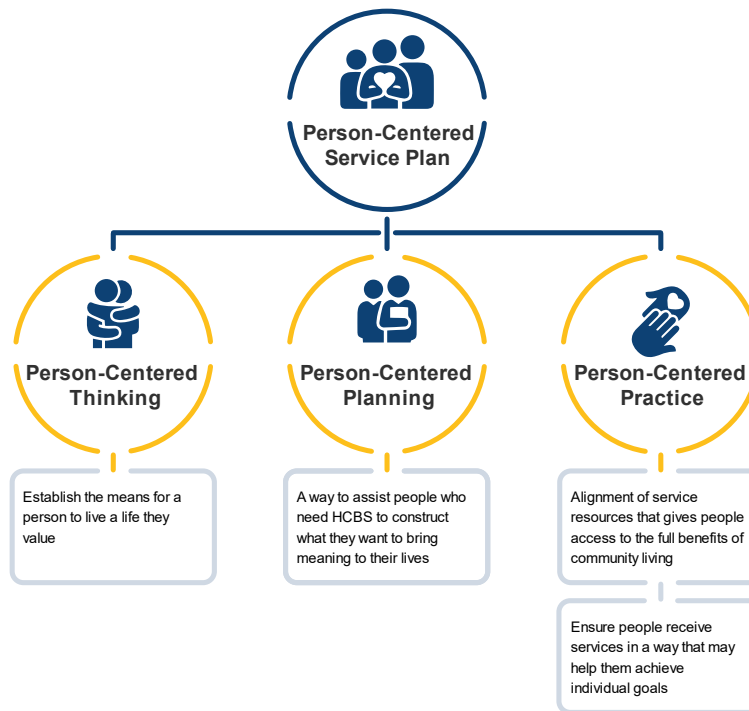 Person-Centered
Service Plan
Person-Centered
Thinking
Person-Centered
Planning
Person-Centered
Practice
Establish the means for a
person to live a life they
value
A way to assist people who
need HCBS to construct
what they want to bring
meaning to their lives
Alignment of service
resources that gives people
access to the full benefits of
community living
Ensure people receive
services in a way that may
help them achieve
individual goals